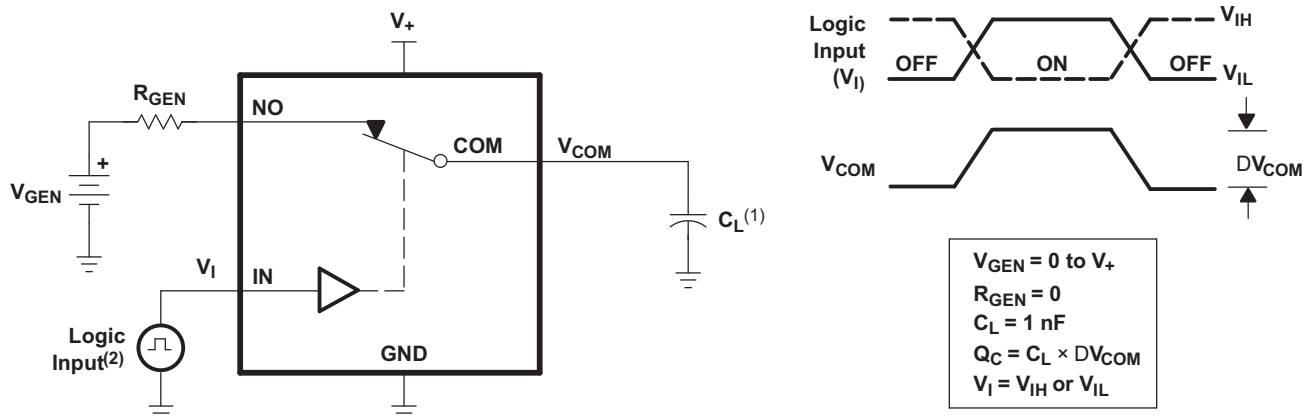 V+
RGEN
NO
COM
VCOM
+
VGEN
CL(1)
VI
IN
Logic
Input(2)
GND
Logic
Input
(VI)
OFF
ON
OFF
VIH
VIL
VCOM
DVCOM
VGEN = 0 to V+
RGEN = 0
CL = 1 nF
QC = CL × DVCOM
VI = VIH or VIL